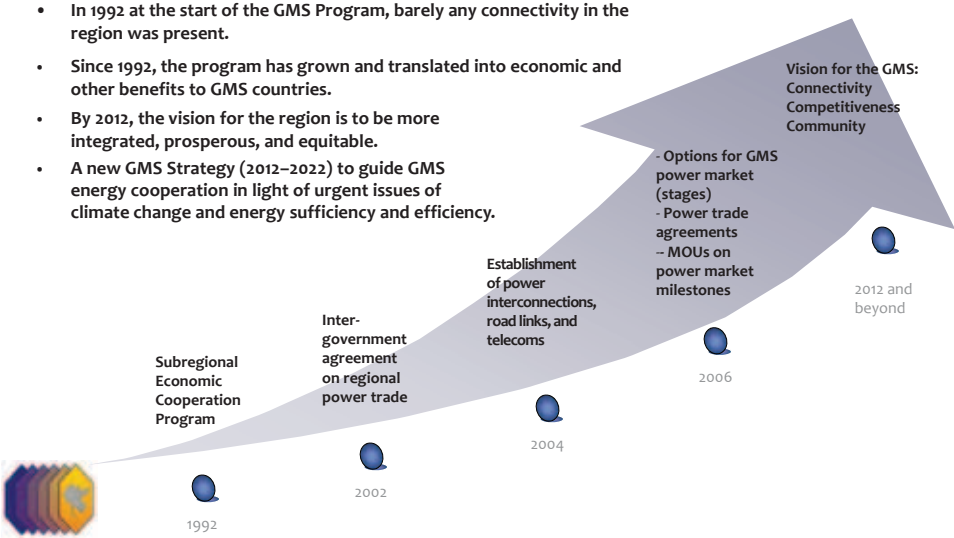 • In 1992 at the start of the GMS Program, barely any connectivity in the
region was present.
• Since 1992, the program has grown and translated into economic and
other benefits to GMS countries.
• By 2012, the vision for the region is to be more
integrated, prosperous, and equitable.
• A new GMS Strategy (2012–2022) to guide GMS
energy cooperation in light of urgent issues of
climate change and energy sufficiency and efficiency.
Subregional
Economic
Cooperation
Program
1992
Inter-
government
agreement
on regional
power trade
2002
Establishment
of power
interconnections,
road links, and
telecoms
2004
- Options for GMS
power market
(stages)
- Power trade
agreements
-- MOUs on
power market
milestones
2006
Vision for the GMS:
Connectivity
Competitiveness
Community
2012 and
beyond